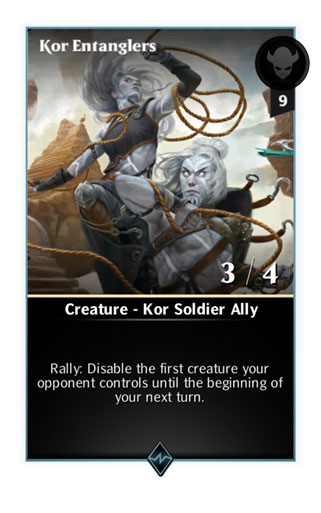 Kor Entanglers
9
3 / 4
Creature - Kor Soldier Ally
Rally: Disable the first creature your
opponent controls until the beginning of
your next turn.